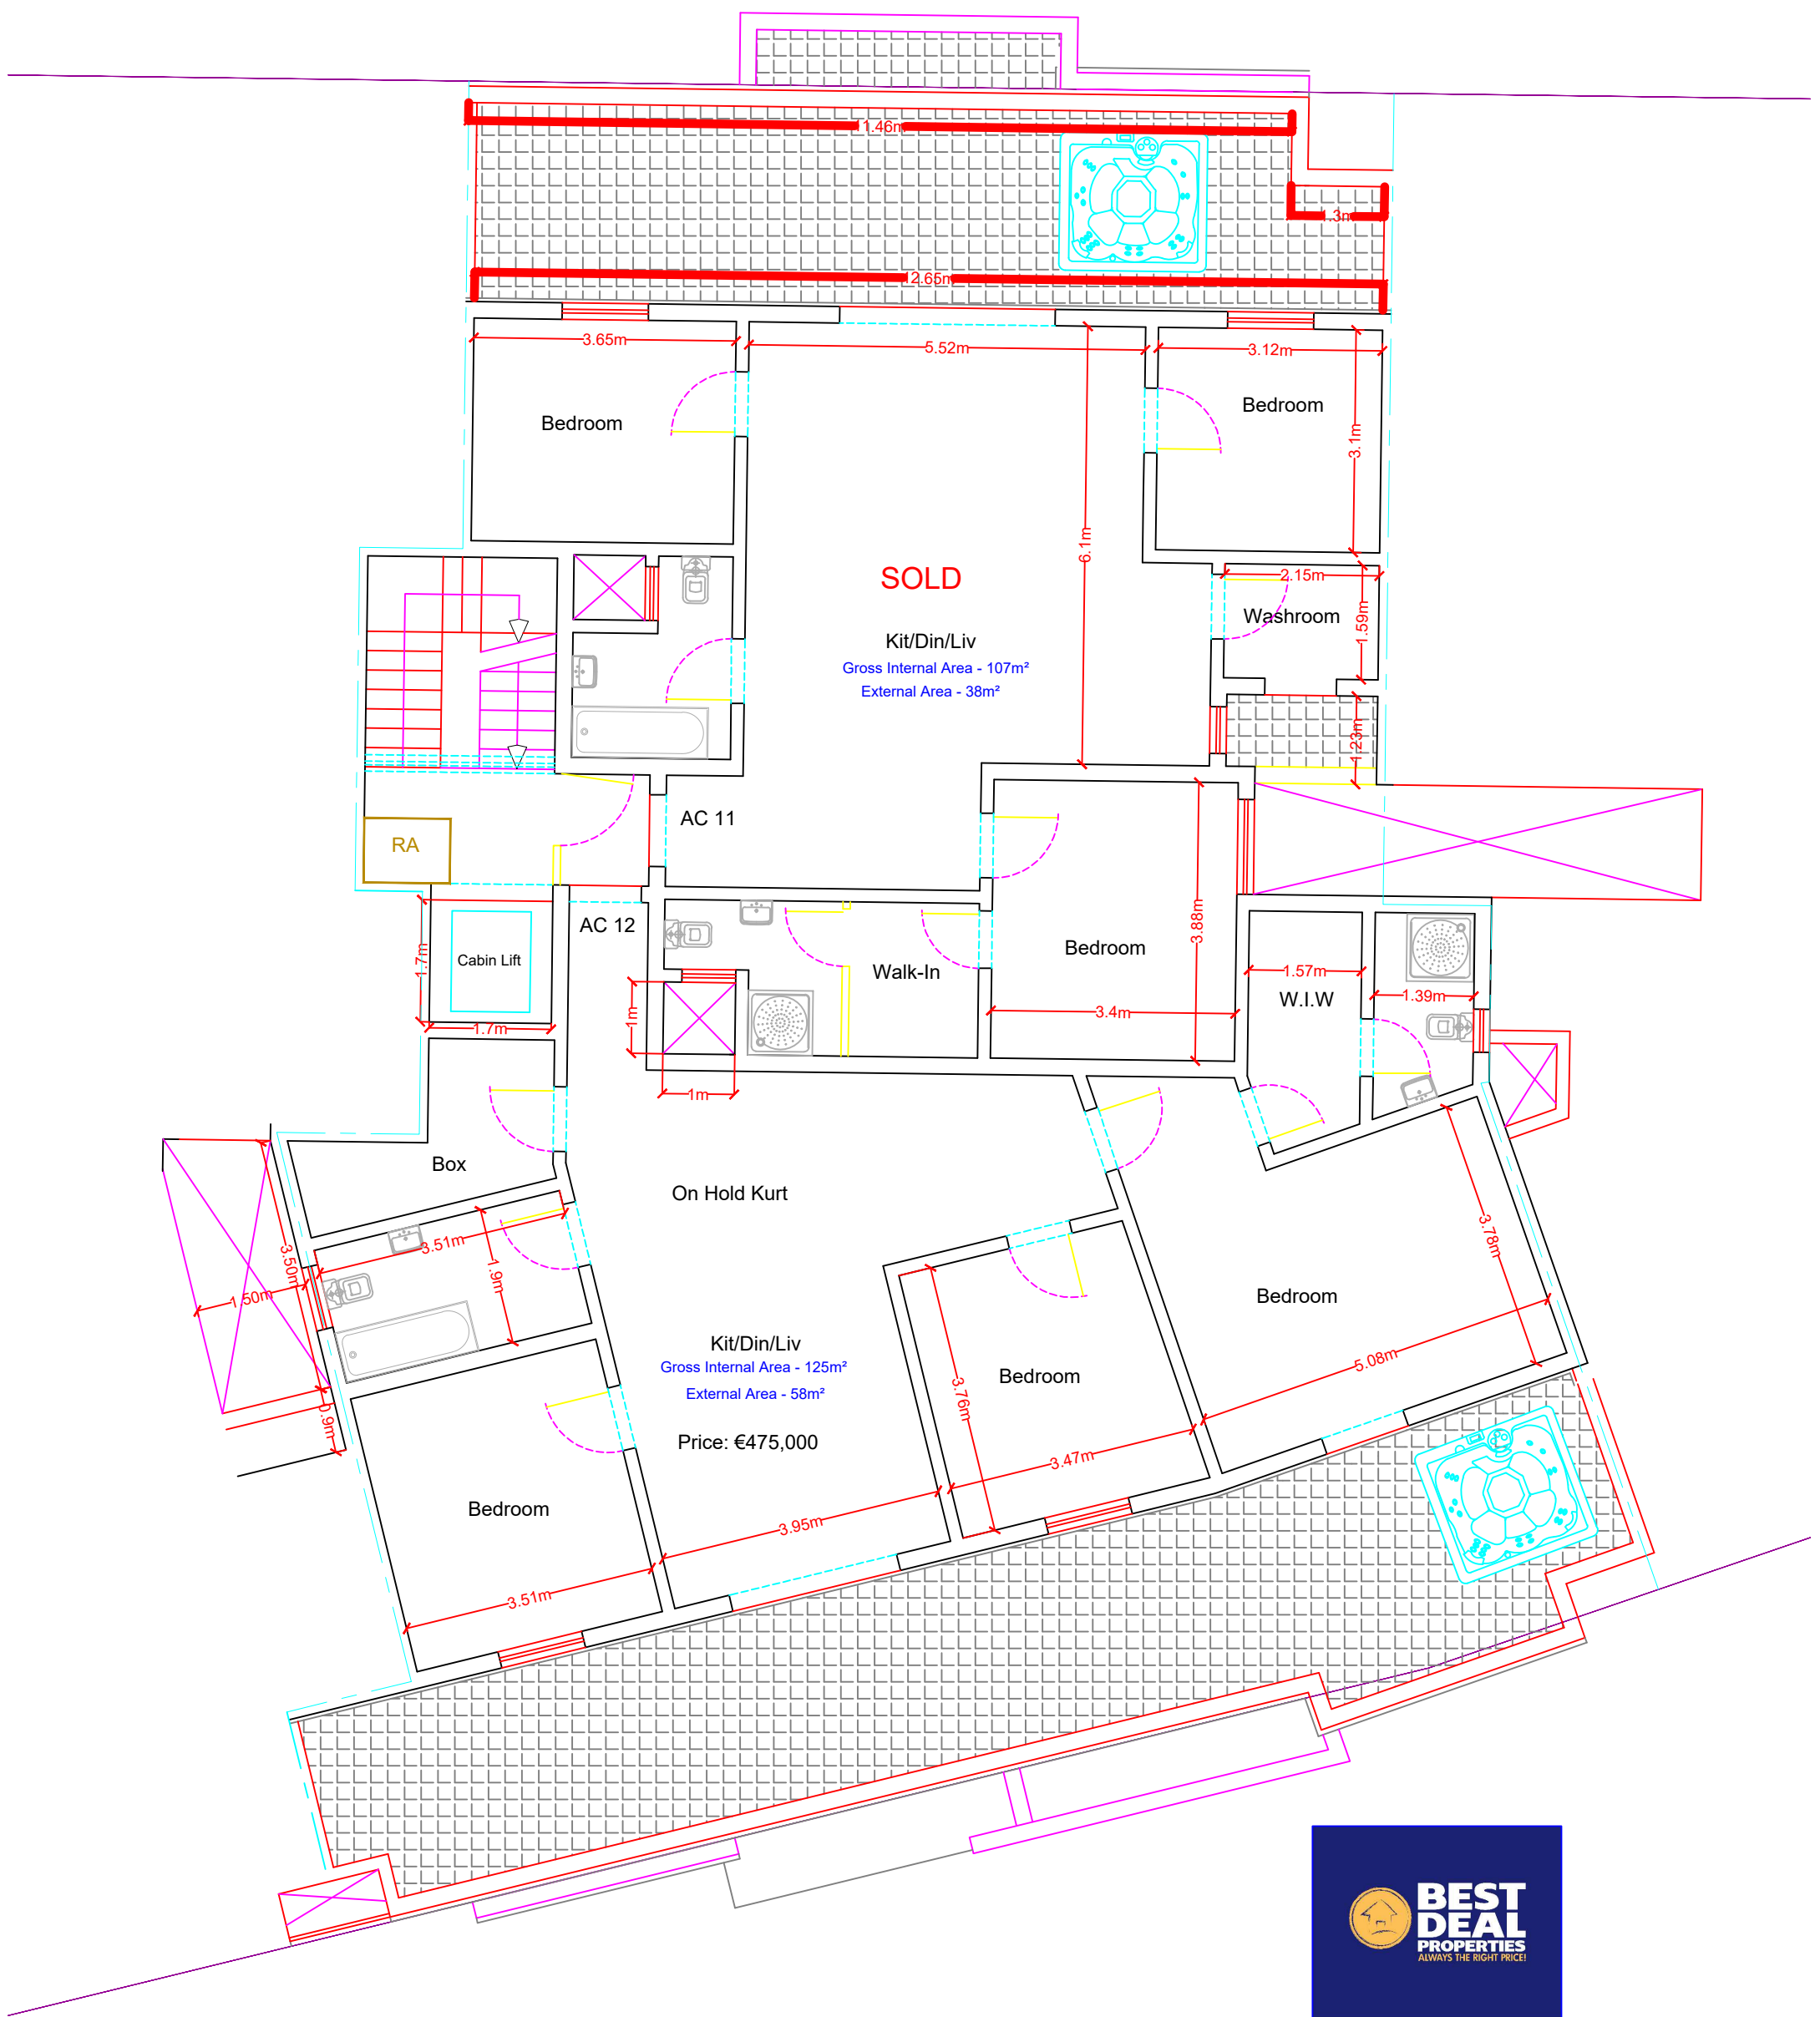 11.46m
1.3m
12.65m
3.65m
5.52m
3.12m
Bedroom
Bedroom
3.1m
6.1m
SOLD
2.15m
Washroom
1.59m
Kit/Din/Liv
Gross Internal Area - 107m²
External Area - 38m²
1.23m
AC 11
RA
AC 12
3.88m
Bedroom
Cabin Lift
1.7m
Walk-In
1.57m
W.I.W
1.39m
1m
3.4m
1.7m
1m
Box
On Hold Kurt
3.51m
3.50m
1.9m
1.50m
3.78m
Bedroom
Kit/Din/Liv
Gross Internal Area - 125m²
External Area - 58m²
Bedroom
5.08m
3.76m
0.9m
Price: €475,000
3.47m
Bedroom
3.95m
3.51m
BEST
DEAL
PROPERTIES
ALWAYS THE RIGHT PRICE!